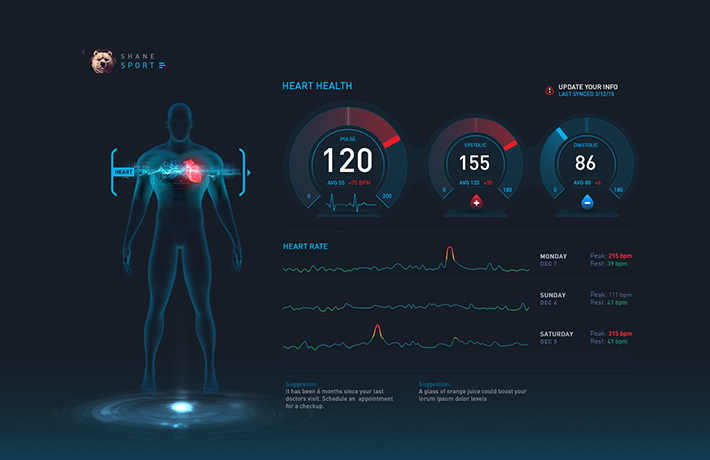 SHANE
SPORT
HEART HEALTH
UPDATE YOUR INFO
LAST SYNCED 3/12/15
PULSE
120
AVG 55 +75 BPM
0
200
SYSTOLIC
155
AVG 120 +35
0
180
DIASTOLIC
86
AVG 80 +6
0
180
HEART
HEART RATE
MONDAY
DEC 7
Peak: 215 bpm
Rest: 39 bpm
SUNDAY
DEC 6
Peak: 111 bpm
Rest: 41 bpm
SATURDAY
DEC 5
Peak: 215 bpm
Rest: 41 bpm
Suggestion:
It has been 6 months since your last
doctors visit. Schedule an appointment
for a checkup.
Suggestion:
A glass of orange juice could boost your
lorum ipsum dolor levels